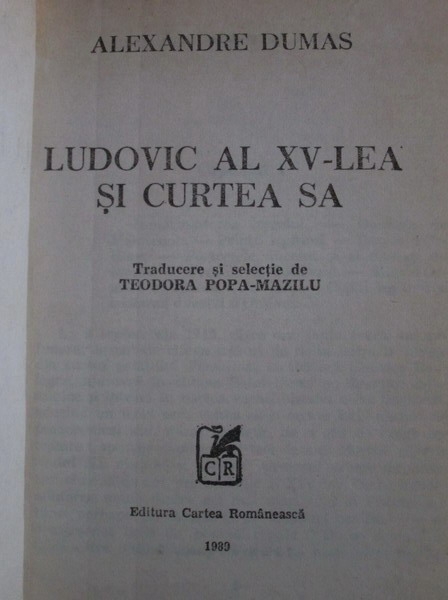 ALEXANDRE DUMAS
LUDOVIC AL XV-LEA
ȘI CURTEA SA
Traducere și selecție de
TEODORA POPA-MAZILU
C R
Editura Cartea Românească
1989